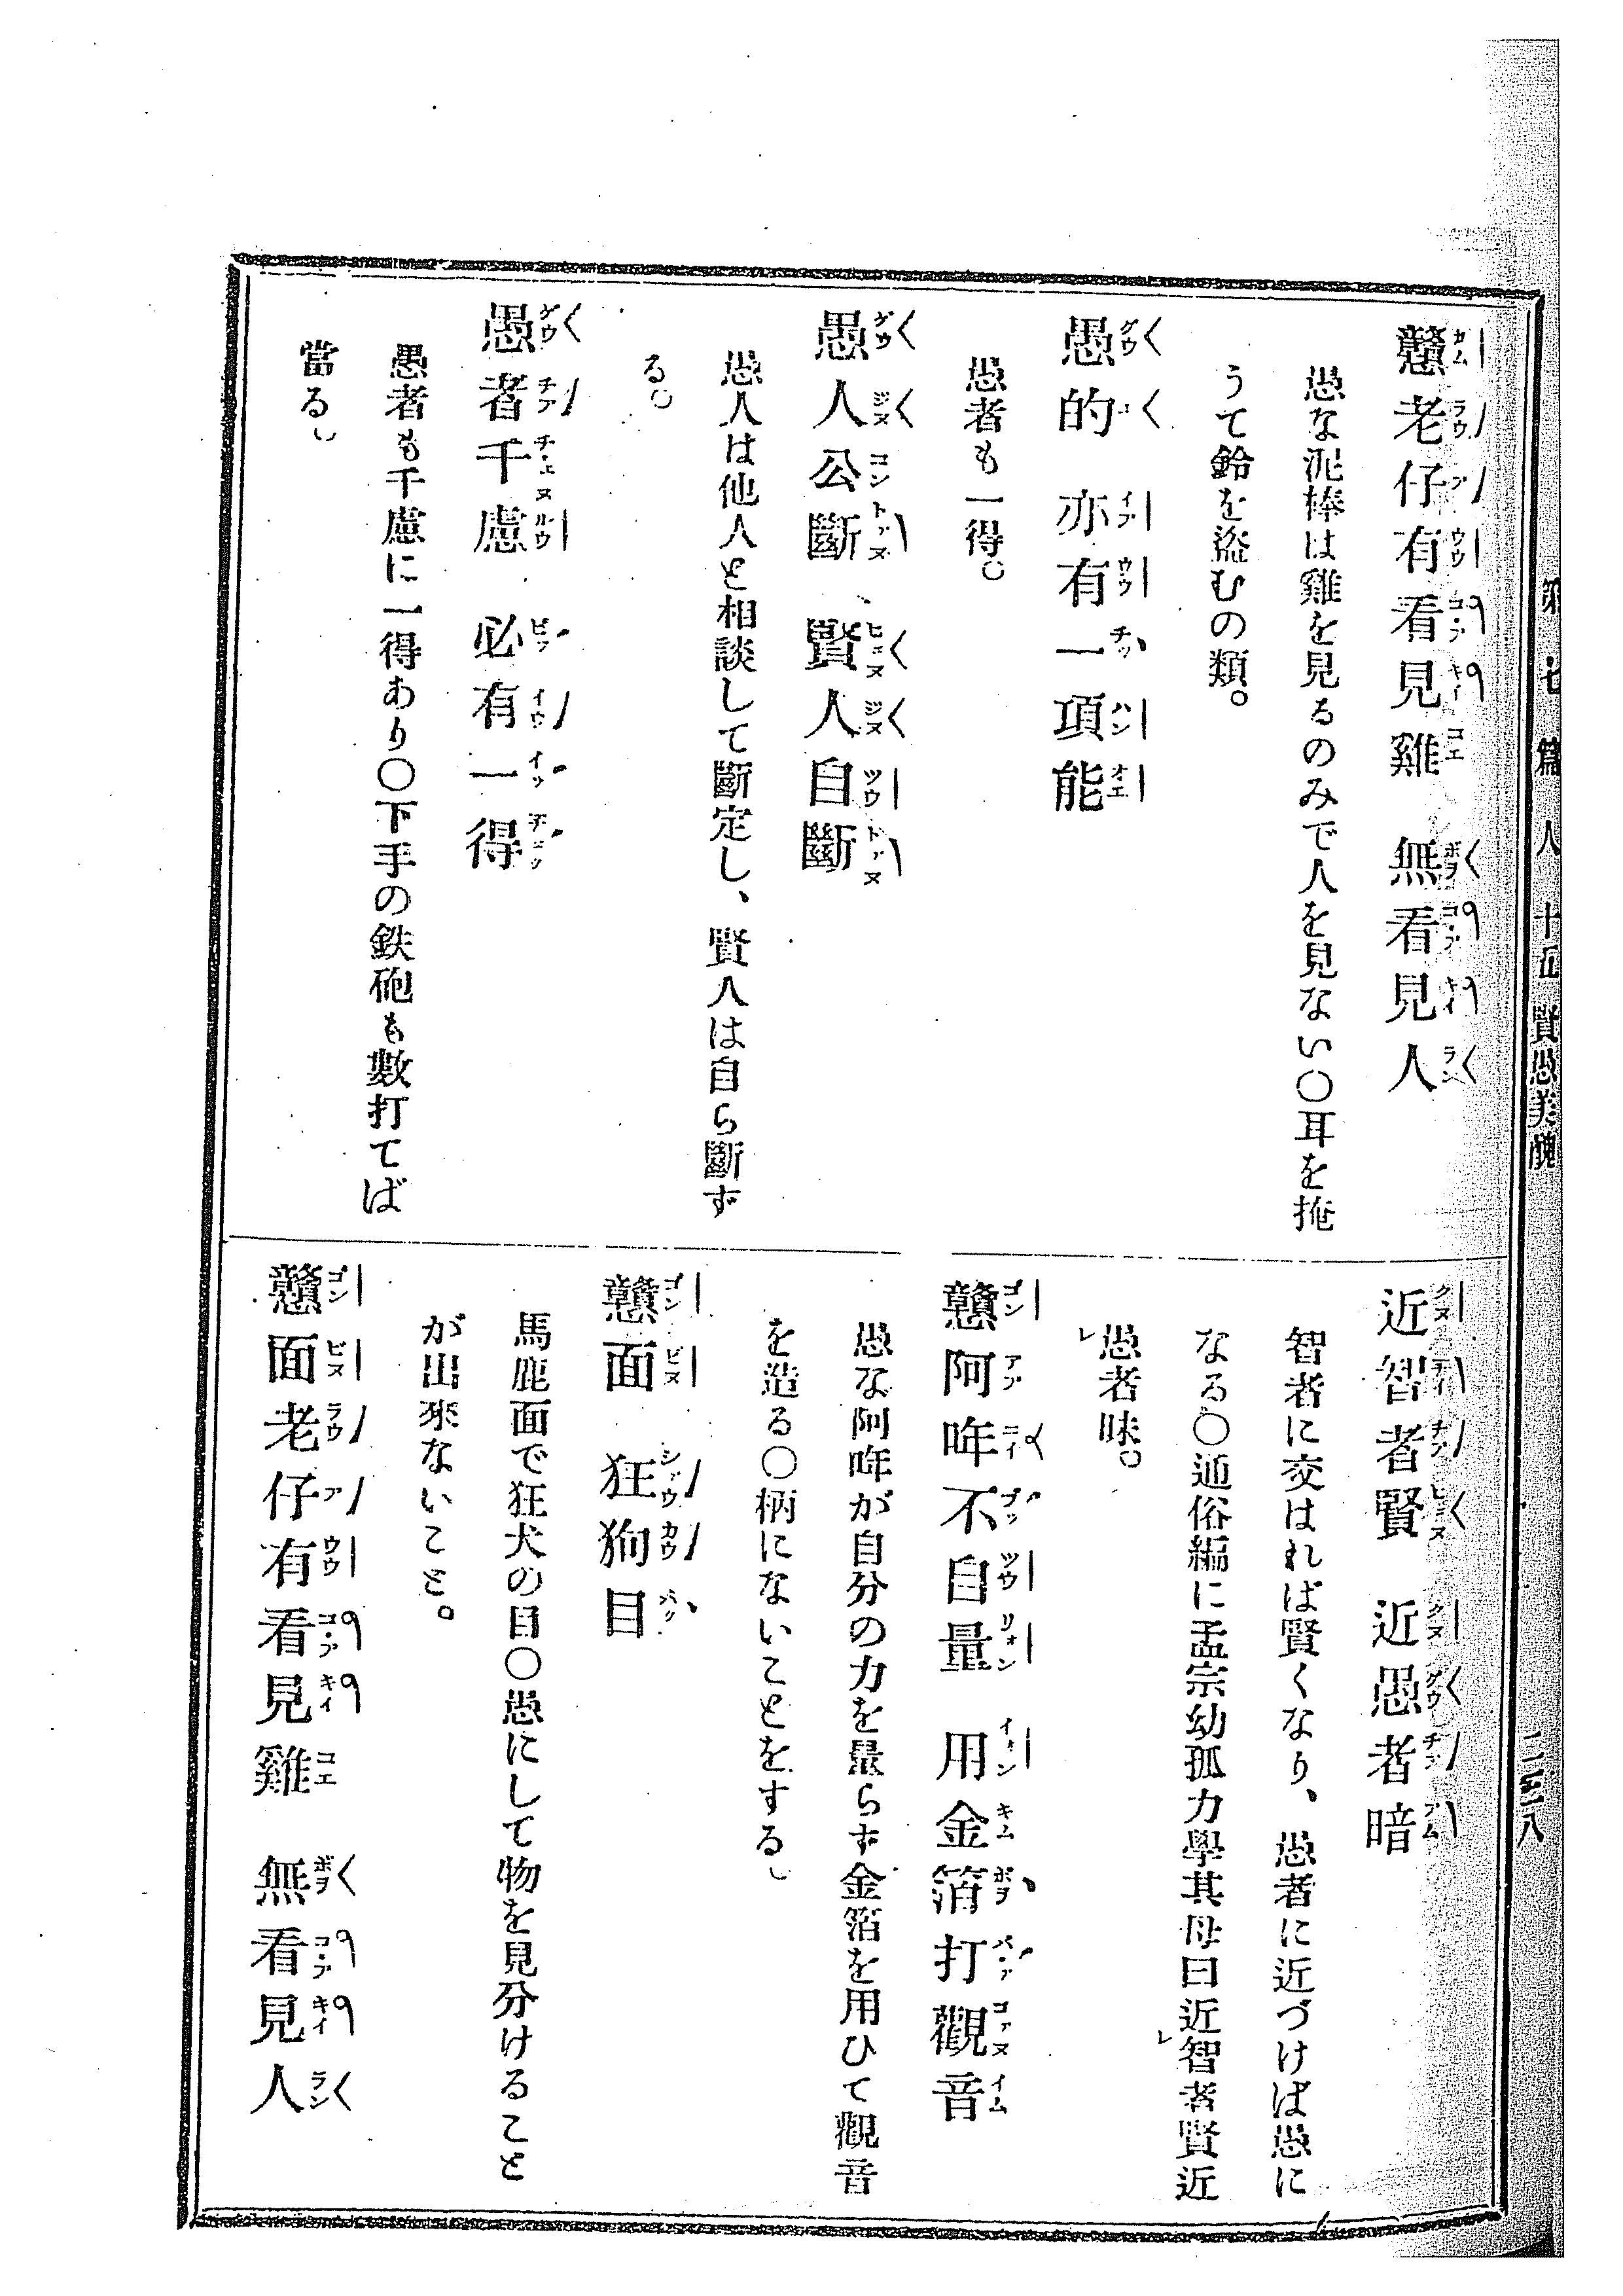 第七篇 人 十五 賢愚美醜
二三八
戇老仔有看見雞 無看見人
愚な泥棒は雞を見るのみで人を見ない〇耳を掩
うて鈴を盗むの類。
愚的 亦有一項能
愚者も一得。
愚人公斷、賢人自斷
愚人は他人と相談して斷定し、賢人は自ら斷ず
る。
愚者千慮 必有一得
愚者も千慮に一得あり〇下手の鉄砲も數打てば
當る。
近智者賢 近愚者暗
智者に交はれば賢くなり、愚者に近づけば愚に
なる〇通俗編に孟宗幼孤力學其母曰近レ智者賢近
レ愚者昧。
戇阿哖不自量 用金箔打觀音
愚な阿哖が自分の力を量らず金箔を用ひて觀音
を造る〇柄にないことをする。
戇面 狂狗目
馬鹿面で狂犬の目〇愚にして物を見分けること
が出來ないこと。
戇面老仔有看見雞 無看見人